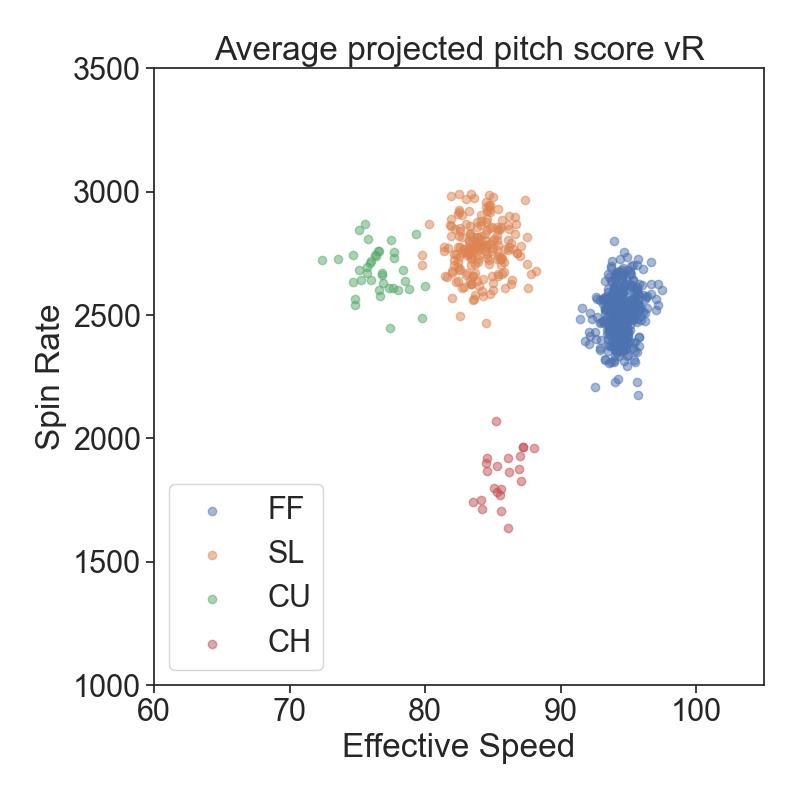 Average projected pitch score vR
3500
3000
2500
2000
1500
1000
Spin Rate
FF
SL
CU
CH
60 70 80 90 100
Effective Speed